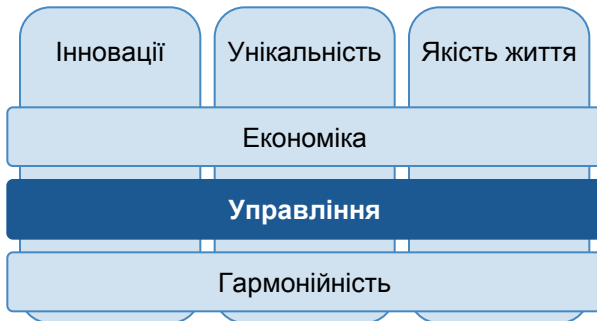 Інновації
Унікальність
Якість життя
Економіка
Управління
Гармонійність